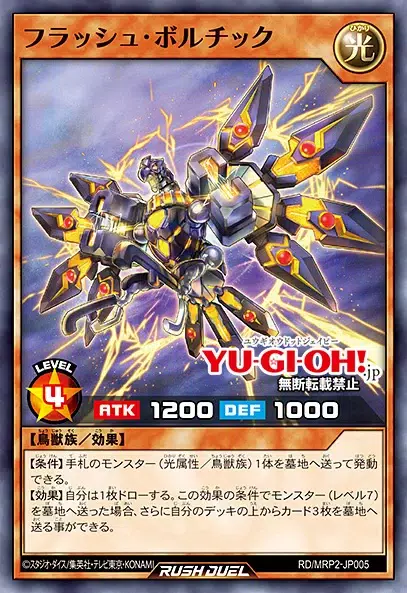 フラッシュ・ボルチック
ひかり
光
ユウギオウドットジェイピー
YU-GI-OH!.jp
無断転載禁止
LEVEL
4
ATK 1200 DEF 1000
【鳥獣族/効果】
【条件】手札のモンスター(光属性/鳥獣族)1体を墓地へ送って発動
できる。
【効果】自分は1枚ドローする。この効果の条件でモンスター(レベル7)
を墓地へ送った場合、さらに自分のデッキの上からカード3枚を墓地へ
送る事ができる。
©スタジオ・ダイス/集英社・テレビ東京・KONAMI
RUSH DUEL
RD/MRP2-JP005